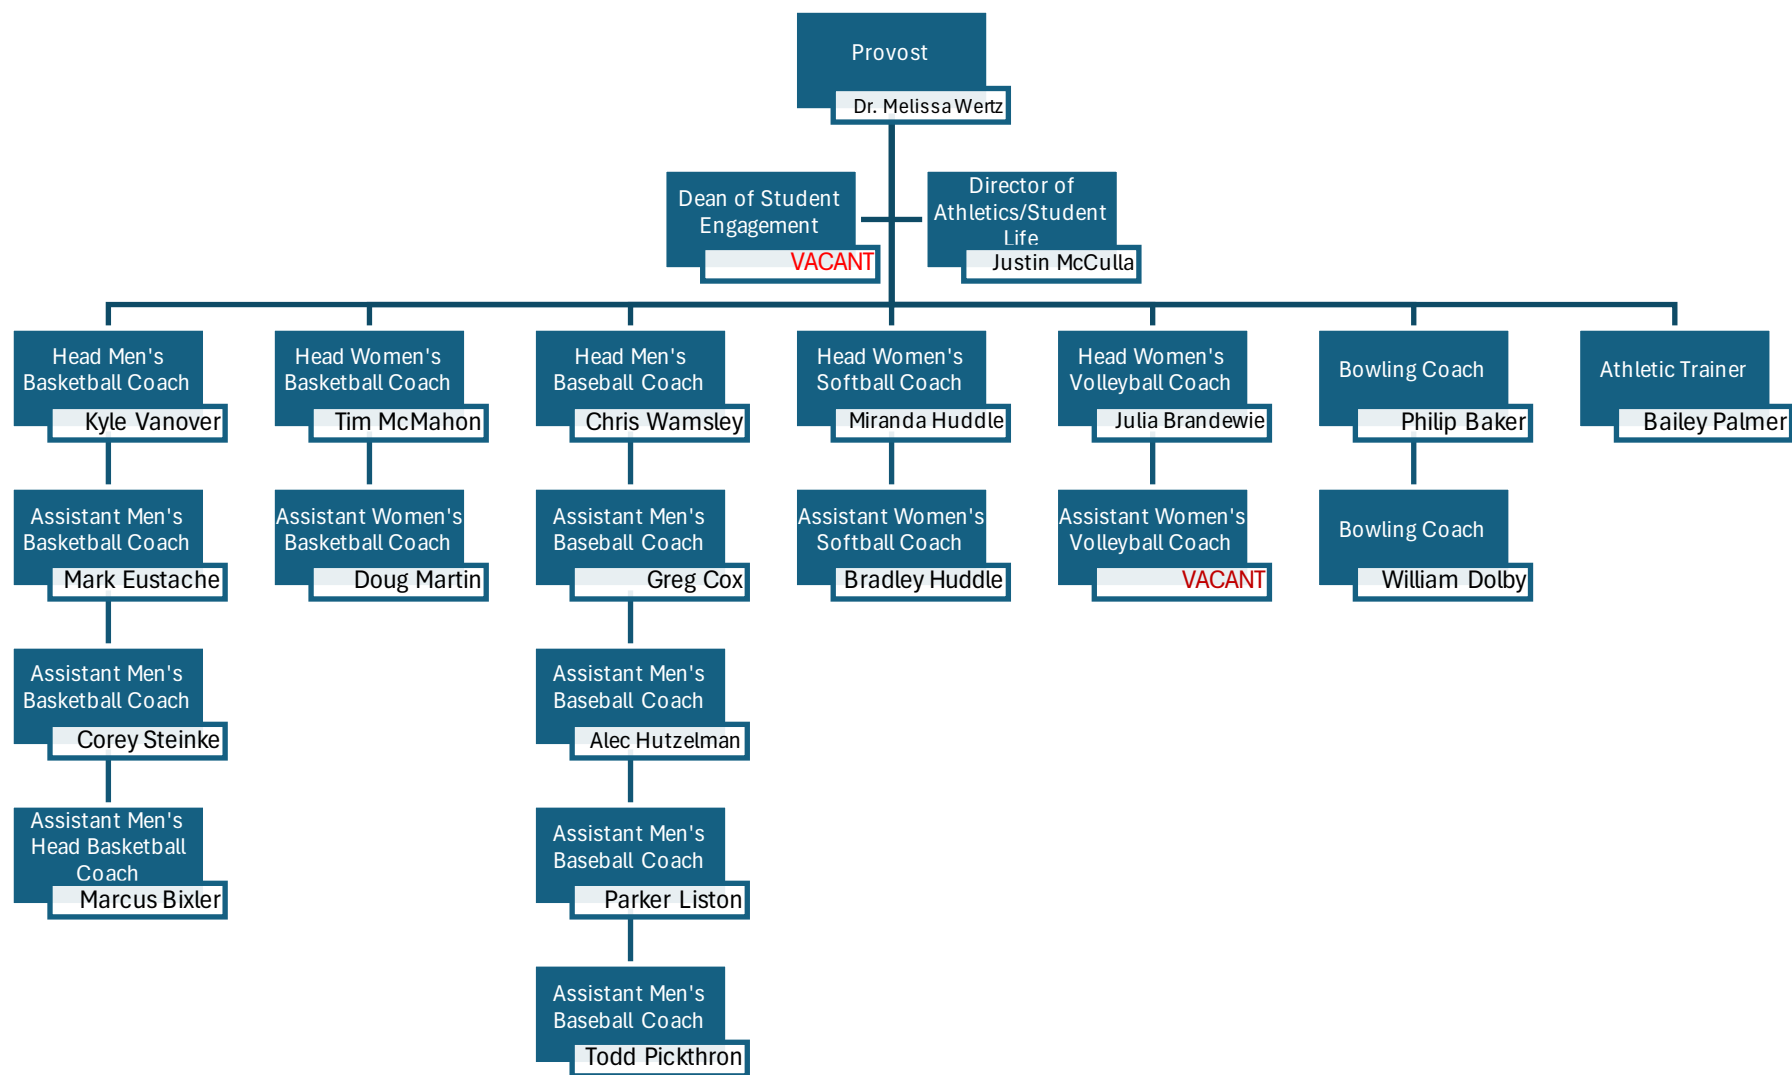 Provost
Dr. Melissa Wertz
Dean of Student
Engagement
VACANT
Director of
Athletics/Student
Life
Justin McCulla
Head Men's
Basketball Coach
Kyle Vanover
Head Women's
Basketball Coach
Tim McMahon
Head Men's
Baseball Coach
Chris Wamsley
Head Women's
Softball Coach
Miranda Huddle
Head Women's
Volleyball Coach
Julia Brandewie
Bowling Coach
Philip Baker
Athletic Trainer
Bailey Palmer
Assistant Men's
Basketball Coach
Mark Eustache
Assistant Women's
Basketball Coach
Doug Martin
Assistant Men's
Baseball Coach
Greg Cox
Assistant Women's
Softball Coach
Bradley Huddle
Assistant Women's
Volleyball Coach
VACANT
Bowling Coach
William Dolby
Assistant Men's
Basketball Coach
Corey Steinke
Assistant Men's
Baseball Coach
Alec Hutzelman
Assistant Men's
Head Basketball
Coach
Marcus Bixler
Assistant Men's
Baseball Coach
Parker Liston
Assistant Men's
Baseball Coach
Todd Pickthron